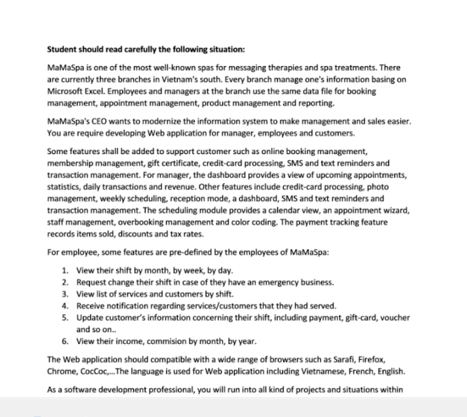 Student should read carefully the following situation:
MaMaSpa is one of the most well-known spas for messaging therapies and spa treatments. There
are currently three branches in Vietnam's south. Every branch manage one's information basing on
Microsoft Excel. Employees and managers at the branch use the same data file for booking
management, appointment management, product management and reporting.
MaMaSpa's CEO wants to modernize the information system to make management and sales easier.
You are require developing Web application for manager, employees and customers.
Some features shall be added to support customer such as online booking management,
membership management, gift certificate, credit-card processing, SMS and text reminders and
transaction management. For manager, the dashboard provides a view of upcoming appointments,
statistics, daily transactions and revenue. Other features include credit-card processing, photo
management, weekly scheduling, reception mode, a dashboard, SMS and text reminders and
transaction management. The scheduling module provides a calendar view, an appointment wizard,
staff management, overbooking management and color coding. The payment tracking feature
records items sold, discounts and tax rates.
For employee, some features are pre-defined by the employees of MaMaSpa:
1. View their shift by month, by week, by day.
2. Request change their shift in case of they have an emergency business.
3. View list of services and customers by shift.
4. Receive notification regarding services/customers that they had served.
5. Update customer's information concerning their shift, including payment, gift-card, voucher
and so on..
6. View their income, commision by month, by year.
The Web application should compatible with a wide range of browsers such as Sarafi, Firefox,
Chrome, CocCoc,...The language is used for Web application including Vietnamese, French, English.
As a software development professional, you will run into all kind of projects and situations within